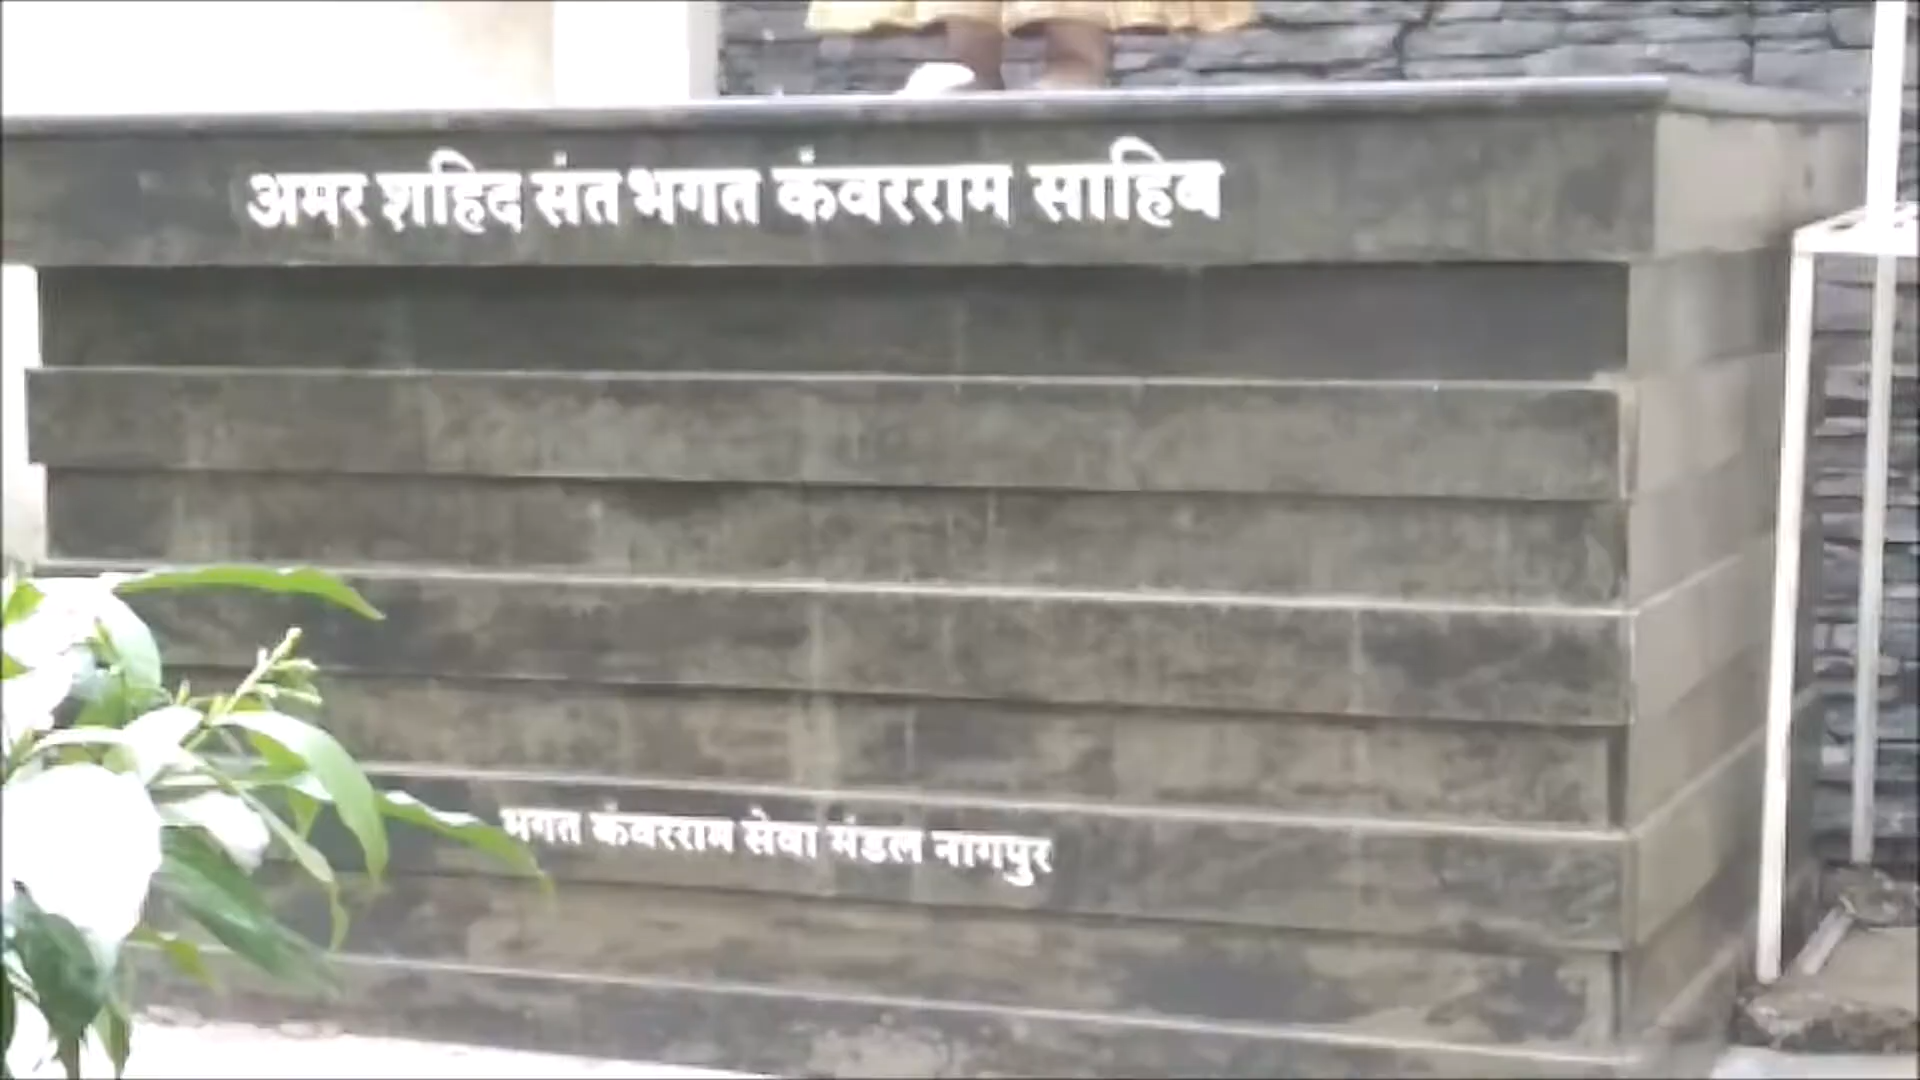 अमर शहिद संत भगत कंवरराम साहिब
भगत कंवरराम सेवा मंडल नागपुर